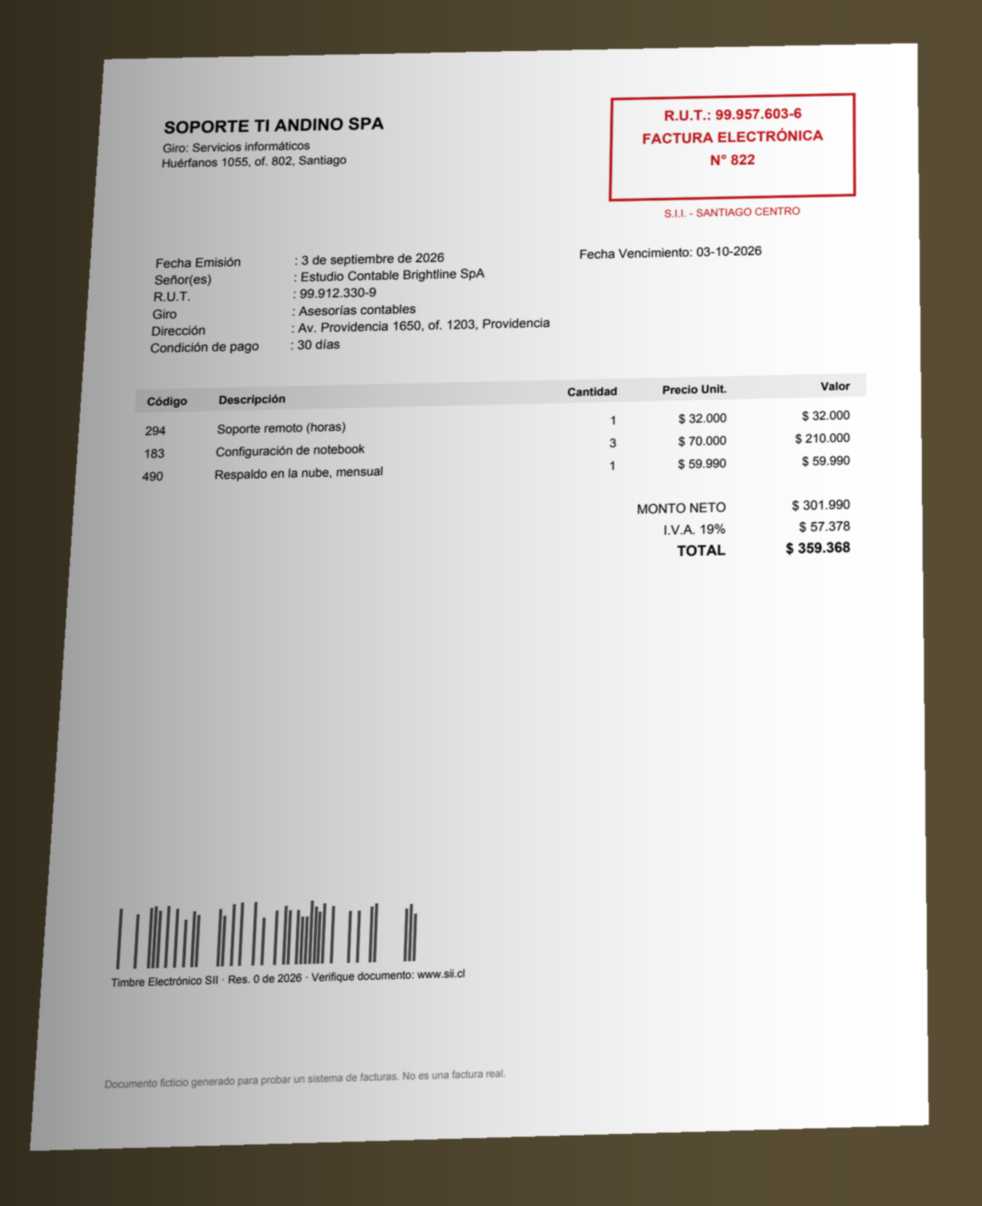 SOPORTE TI ANDINO SPA
Giro: Servicios informáticos
Huérfanos 1055, of. 802, Santiago
R.U.T.: 99.957.603-6
FACTURA ELECTRÓNICA
N° 822
S.I.I. - SANTIAGO CENTRO
Fecha Emisión : 3 de septiembre de 2026 Fecha Vencimiento: 03-10-2026
Señor(es) : Estudio Contable Brightline SpA
R.U.T. : 99.912.330-9
Giro : Asesorías contables
Dirección : Av. Providencia 1650, of. 1203, Providencia
Condición de pago : 30 días
Código Descripción Cantidad Precio Unit. Valor
294 Soporte remoto (horas) 1 $ 32.000 $ 32.000
183 Configuración de notebook 3 $ 70.000 $ 210.000
490 Respaldo en la nube, mensual 1 $ 59.990 $ 59.990
MONTO NETO $ 301.990
I.V.A. 19% $ 57.378
TOTAL $ 359.368
Timbre Electrónico SII · Res. 0 de 2026 · Verifique documento: www.sii.cl
Documento ficticio generado para probar un sistema de facturas. No es una factura real.